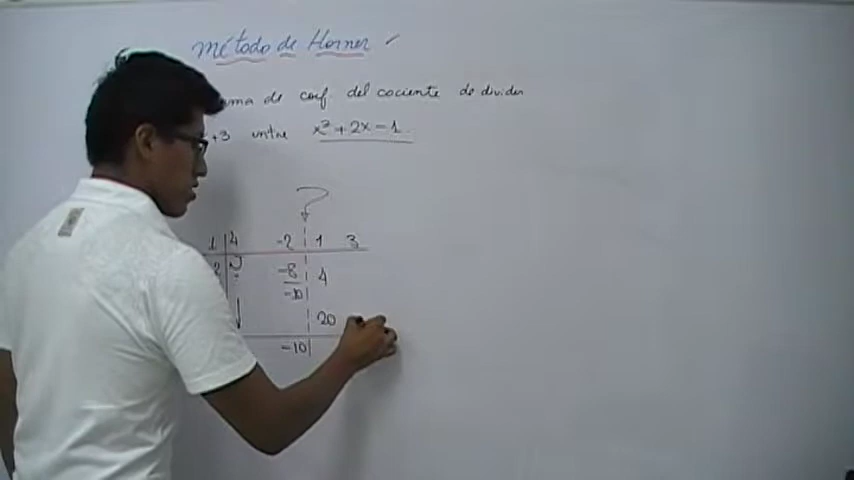 Método de Horner
uma de coef. del cociente de dividir
+3 entre x² + 2x - 1
1 4 -2 1 3
2 -8 4
-10
20
-10